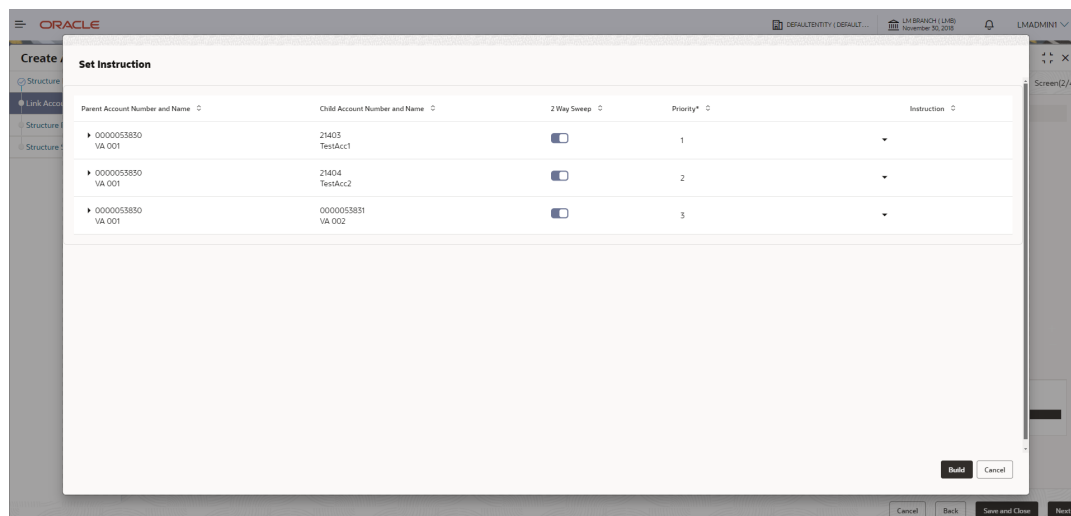 ORACLE
DEFAULTENTITY ( DEFAULT....
LM BRANCH ( LMB)
November 30, 2018
LMADMIN1
Create
Set Instruction
Structure
Screen(2/4
Link Accou
Parent Account Number and Name
Child Account Number and Name
2 Way Sweep
Priority*
Instruction
Structure
0000053830
VA 001
21403
TestAcc1
1
Structure
0000053830
VA 001
21404
TestAcc2
2
0000053830
VA 001
0000053831
VA 002
3
Build
Cancel
Cancel
Back
Save and Close
Next